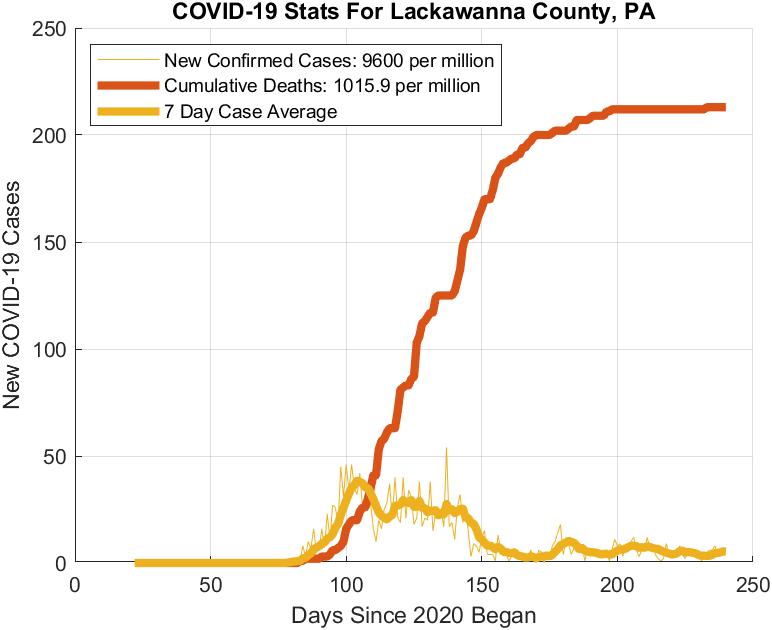 COVID-19 Stats For Lackawanna County, PA
250
New Confirmed Cases: 9600 per million
Cumulative Deaths: 1015.9 per million
7 Day Case Average
200
150
100
50
0
New COVID-19 Cases
0 50 100 150 200 250
Days Since 2020 Began